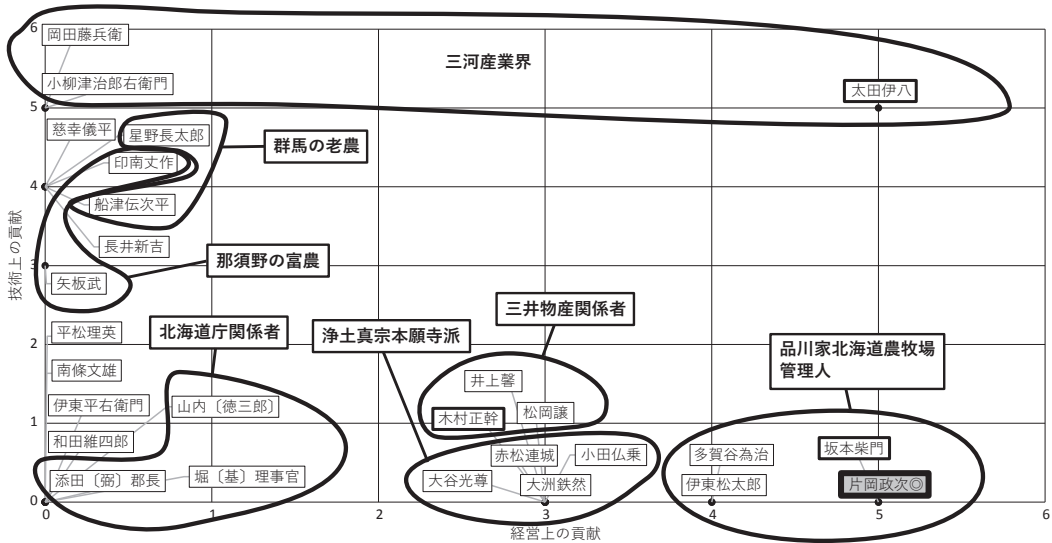 6
岡田藤兵衛
三河産業界
小柳津治郎右衛門
太田伊八
5
慈幸儀平
星野長太郎
群馬の老農
印南丈作
4
船津伝次平
技術上の貢献
長井新吉
那須野の富農
3
矢板武
三井物産関係者
平松理英
北海道庁関係者
浄土真宗本願寺派
2
品川家北海道農牧場
管理人
南條文雄
井上馨
伊東平右衛門
山内〔徳三郎〕
木村正幹
松岡譲
1
和田維四郎
赤松連城
小田仏乗
多賀谷為治
坂本柴門
添田〔弼〕郡長
堀〔基〕理事官
大谷光尊
大洲鉄然
伊東松太郎
片岡政次◎
0
0
1
2
3
4
5
6
経営上の貢献